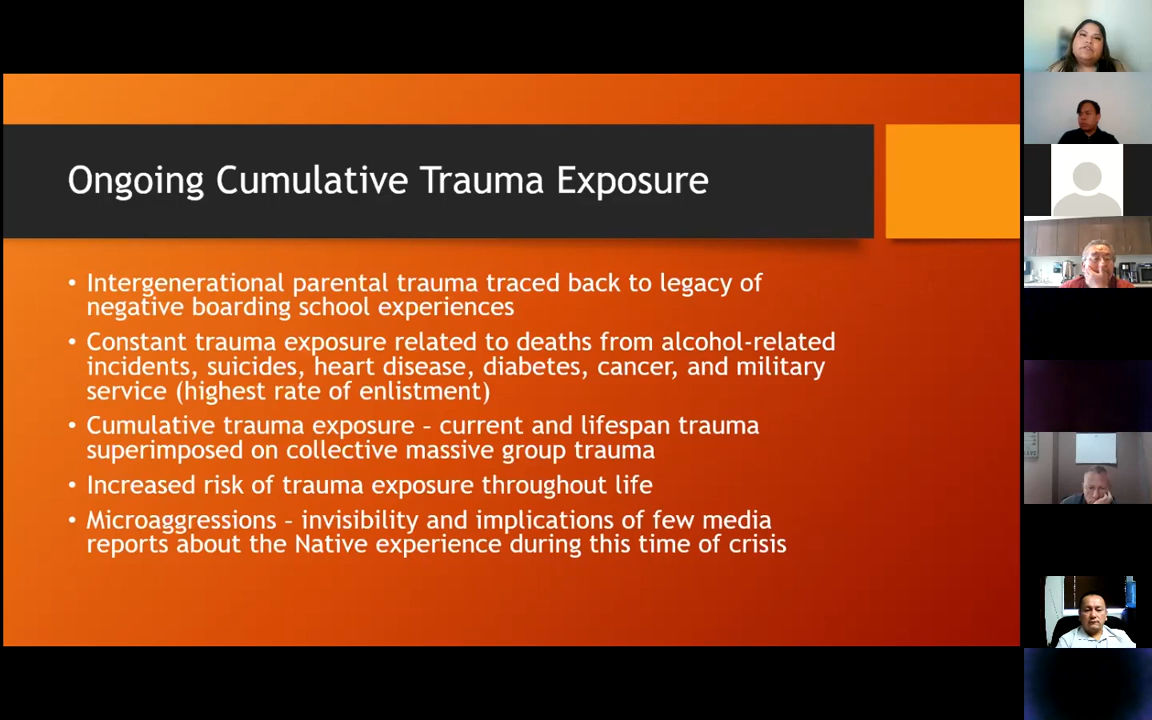 Ongoing Cumulative Trauma Exposure
• Intergenerational parental trauma traced back to legacy of
negative boarding school experiences
• Constant trauma exposure related to deaths from alcohol-related
incidents, suicides, heart disease, diabetes, cancer, and military
service (highest rate of enlistment)
• Cumulative trauma exposure – current and lifespan trauma
superimposed on collective massive group trauma
• Increased risk of trauma exposure throughout life
• Microaggressions – invisibility and implications of few media
reports about the Native experience during this time of crisis